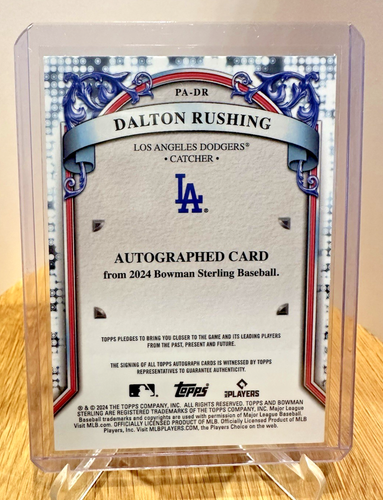 PA-DR
DALTON RUSHING
LOS ANGELES DODGERS®
• CATCHER •
LA®
AUTOGRAPHED CARD
from 2024 Bowman Sterling Baseball.
TOPPS PLEDGES TO BRING YOU CLOSER TO THE GAME AND ITS LEADING PLAYERS
FROM THE PAST, PRESENT AND FUTURE.
THE SIGNING OF ALL TOPPS AUTOGRAPH CARDS IS WITNESSED BY TOPPS
REPRESENTATIVES TO GUARANTEE AUTHENTICITY.
topps PLAYERS
® & © 2024 THE TOPPS COMPANY, INC. ALL RIGHTS RESERVED. TOPPS AND BOWMAN
STERLING ARE REGISTERED TRADEMARKS OF THE TOPPS COMPANY, INC. Major League
Baseball trademarks and copyrights are used with permission of Major League Baseball.
Visit MLB.com. OFFICIALLY LICENSED PRODUCT OF MLB. Officially Licensed Product of MLB
Players, Inc. Visit MLBPLAYERS.com, the Players Choice on the web.